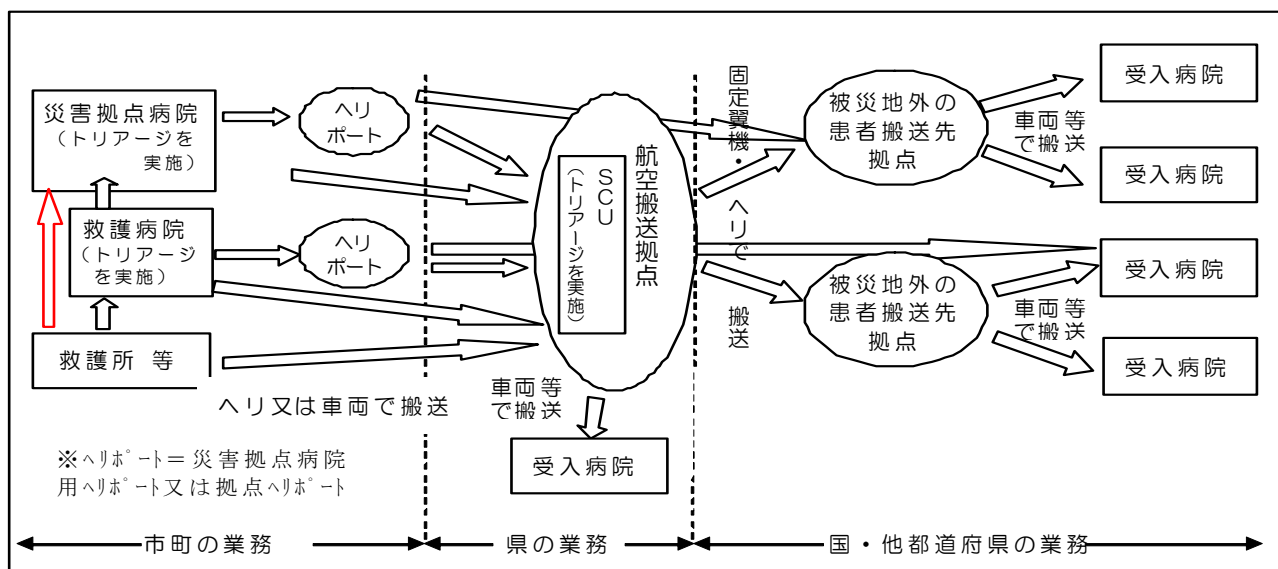 災害拠点病院
（トリアージを
実施）
救護病院
（トリアージ
を実施）
救護所 等
ヘリ
ポート
ヘリ
ポート
ヘリ又は車両で搬送
※ﾍﾘﾎﾟｰﾄ＝災害拠点病院
用ﾍﾘﾎﾟｰﾄ又は拠点ﾍﾘﾎﾟｰﾄ
航空搬送拠点
SCU
（トリアージを実施）
車両等
で搬送
受入病院
固定翼機・ヘリで
搬送
被災地外の
患者搬送先
拠点
車両等
で搬送
受入病院
受入病院
被災地外の
患者搬送先
拠点
車両等
で搬送
受入病院
受入病院
市町の業務
県の業務
国・他都道府県の業務